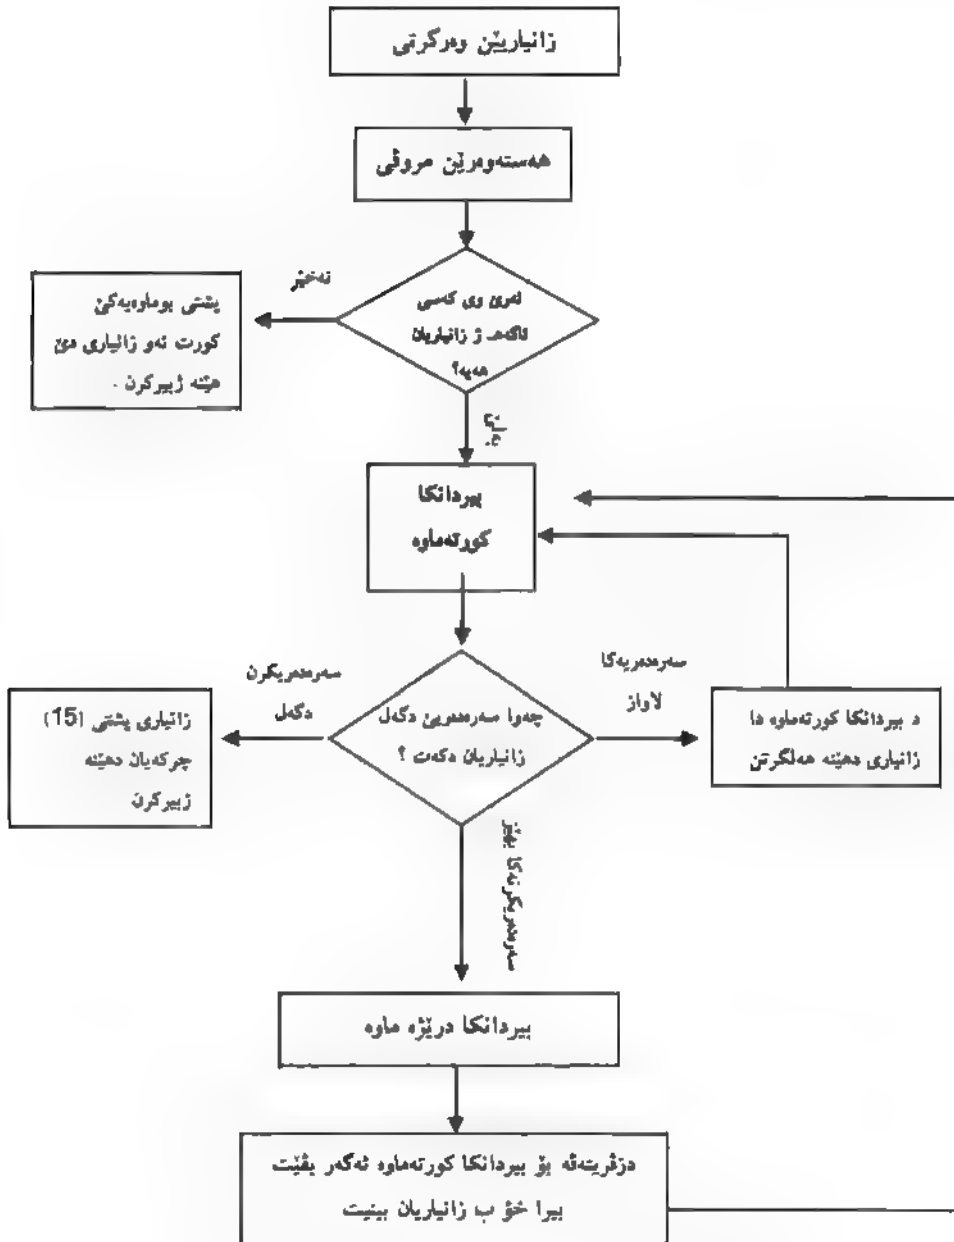 زانیاریێن وەرگرتی
هەستەوەرێن مروڤی
نەخێر
ئەرێ وی کەسی
ئاگەهـ ژ زانیاریان
هەیە؟
پشتی بوماوەیەکێ
کورت ئەو زانیاری دێ
هێنە ژبیرکرن .
بەلێ
بیردانکا
کورتەماوە
سەرەدەریکرن
دگەل
سەرەدەریەکا
لاواز
چەوا سەرەدەریێ دگەل
زانیاریان دکەت ؟
زانیاری پشتی (15)
چرکەیان دهێنە
ژبیرکرن
د بیردانکا کورتەماوە دا
زانیاری دهێنە هەلگرتن
سەرەدەریکرنەکا بهێز
بیردانکا درێژە ماوە
دزڤریتەڤە بۆ بیردانکا کورتەماوە ئەگەر بڤێت
بیرا خۆ ب زانیاریان بینیت